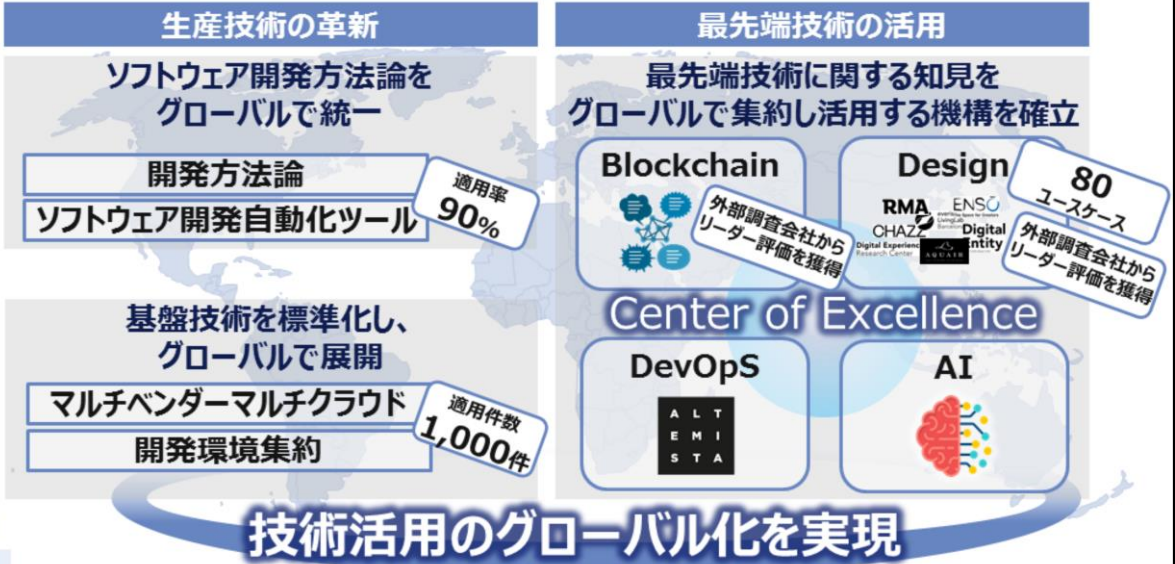 生産技術の革新
ソフトウェア開発方法論を
グローバルで統一
開発方法論
ソフトウェア開発自動化ツール
適用率
90%
基盤技術を標準化し、
グローバルで展開
マルチベンダーマルチクラウド
開発環境集約
適用件数
1,000件
最先端技術の活用
最先端技術に関する知見を
グローバルで集約し活用する機構を確立
Blockchain
外部調査会社から
リーダー評価を獲得
Design
80
ユースケース
RMA
ENSO
LivingLab
CHAZZ
Digital
Entity
Digital Experience
Research Center
AQUAIR
外部調査会社から
リーダー評価を獲得
Center of Excellence
DevOpS
ALT
EMI
STA
AI
技術活用のグローバル化を実現